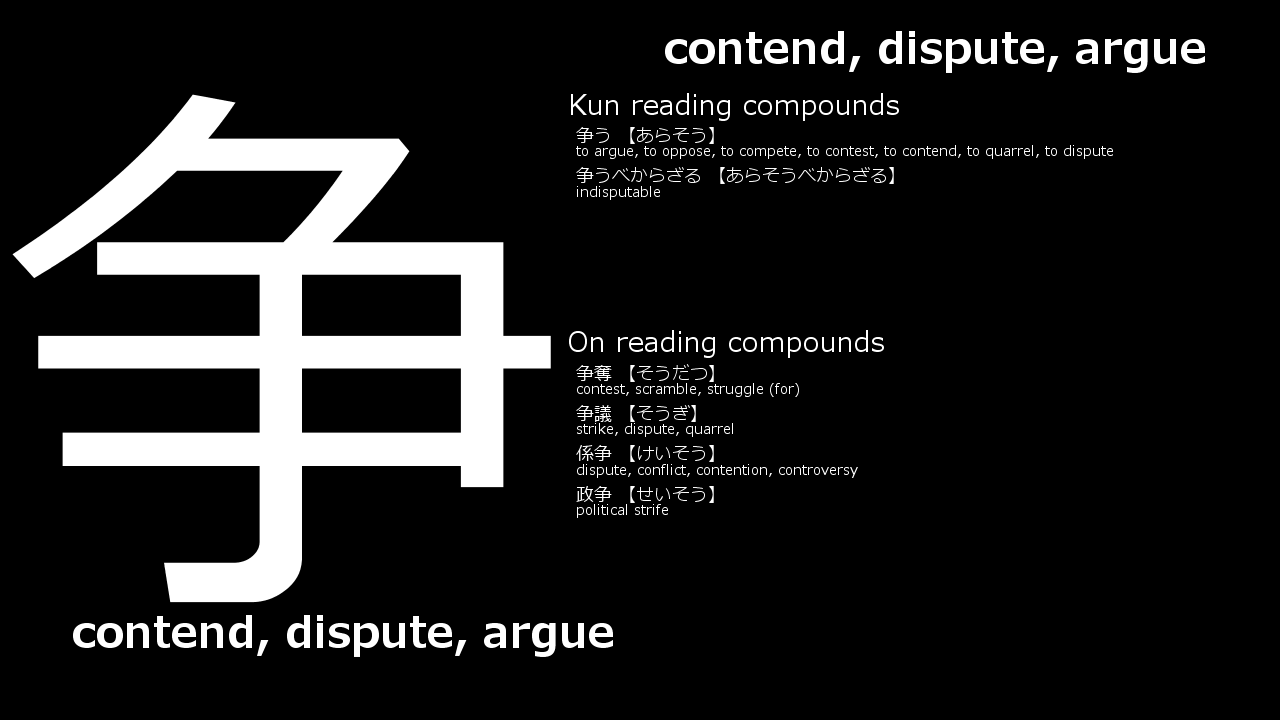 contend, dispute, argue
争
Kun reading compounds
争う 【あらそう】
to argue, to oppose, to compete, to contest, to contend, to quarrel, to dispute
争うべからざる 【あらそうべからざる】
indisputable
On reading compounds
争奪 【そうだつ】
contest, scramble, struggle (for)
争議 【そうぎ】
strike, dispute, quarrel
係争 【けいそう】
dispute, conflict, contention, controversy
政争 【せいそう】
political strife
contend, dispute, argue